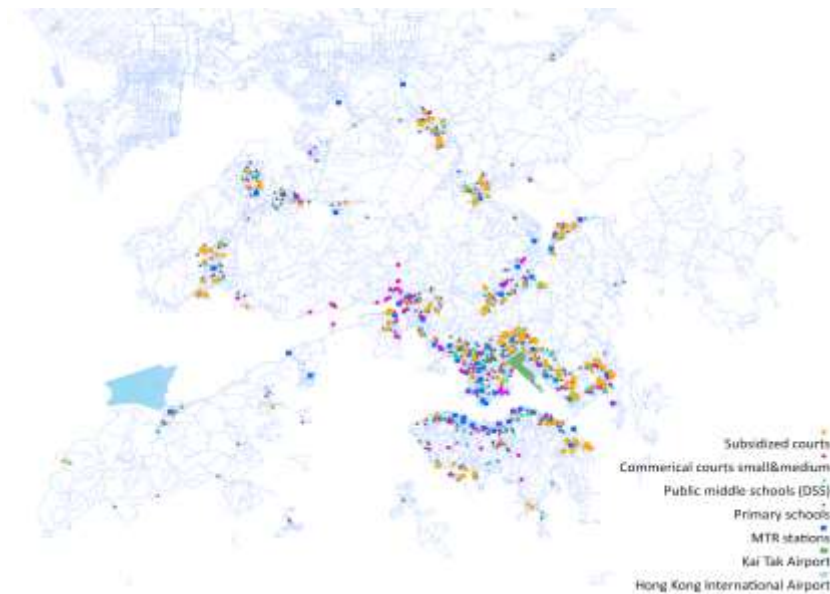 Subsidized courts
Commerical courts small&medium
Public middle schools (DSS)
Primary schools
MTR stations
Kai Tak Airport
Hong Kong International Airport